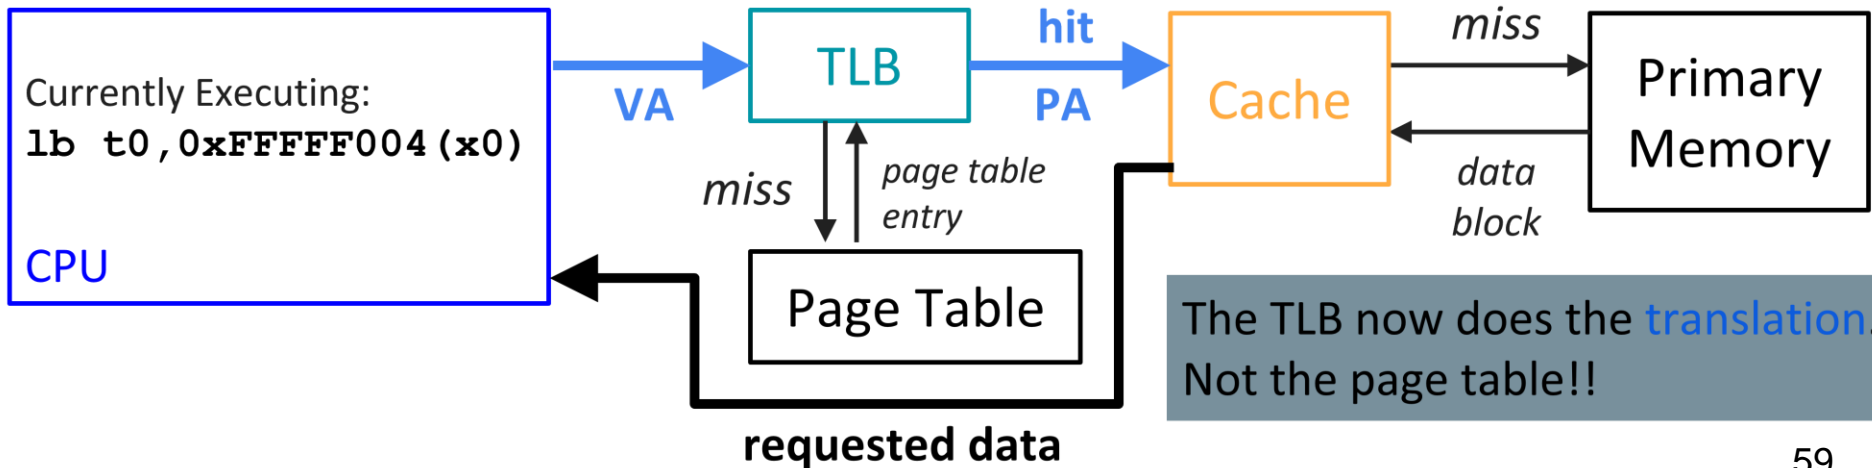 Currently Executing:
lb t0,0xFFFFF004(x0)
CPU
VA
TLB
hit
PA
miss
page table
entry
Page Table
requested data
Cache
miss
data
block
Primary
Memory
The TLB now does the translation.
Not the page table!!
59